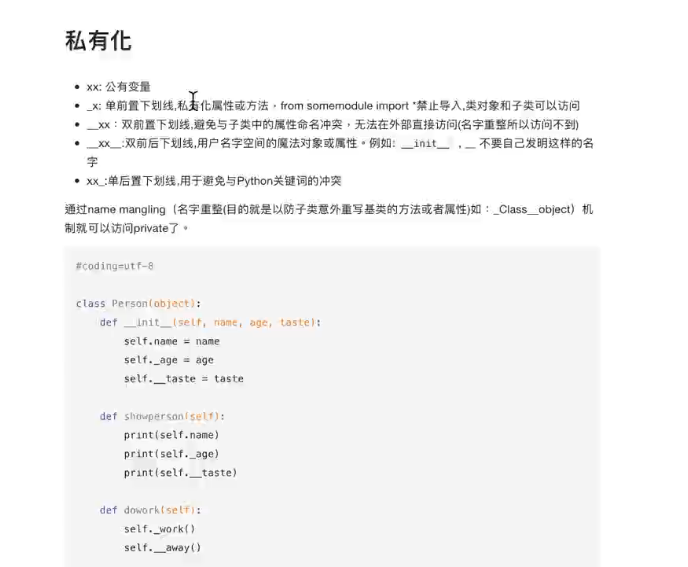 私有化
xx: 公有变量
_x: 单前置下划线,私有化属性或方法，from somemodule import *禁止导入,类对象和子类可以访问
__xx：双前置下划线,避免与子类中的属性命名冲突，无法在外部直接访问(名字重整所以访问不到)
__xx__:双前后下划线,用户名字空间的魔法对象或属性。例如: __init__ , __ 不要自己发明这样的名
字
xx_:单后置下划线,用于避免与Python关键词的冲突
通过name mangling（名字重整(目的就是以防子类意外重写基类的方法或者属性)如：_Class__object）机
制就可以访问private了。
#coding=utf-8
class Person(object):
def __init__(self, name, age, taste):
self.name = name
self._age = age
self.__taste = taste
def showperson(self):
print(self.name)
print(self._age)
print(self.__taste)
def dowork(self):
self._work()
self.__away()